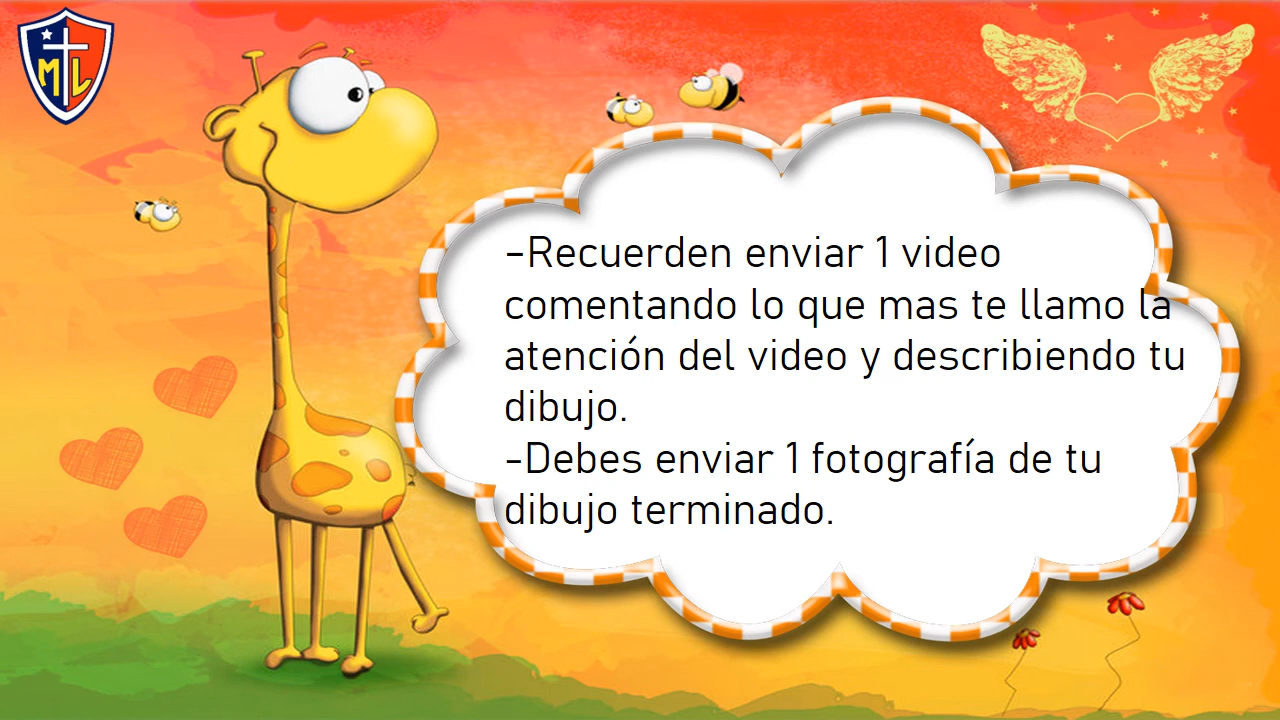 ML
-Recuerden enviar 1 video
comentando lo que mas te llamo la
atención del video y describiendo tu
dibujo.
-Debes enviar 1 fotografía de tu
dibujo terminado.